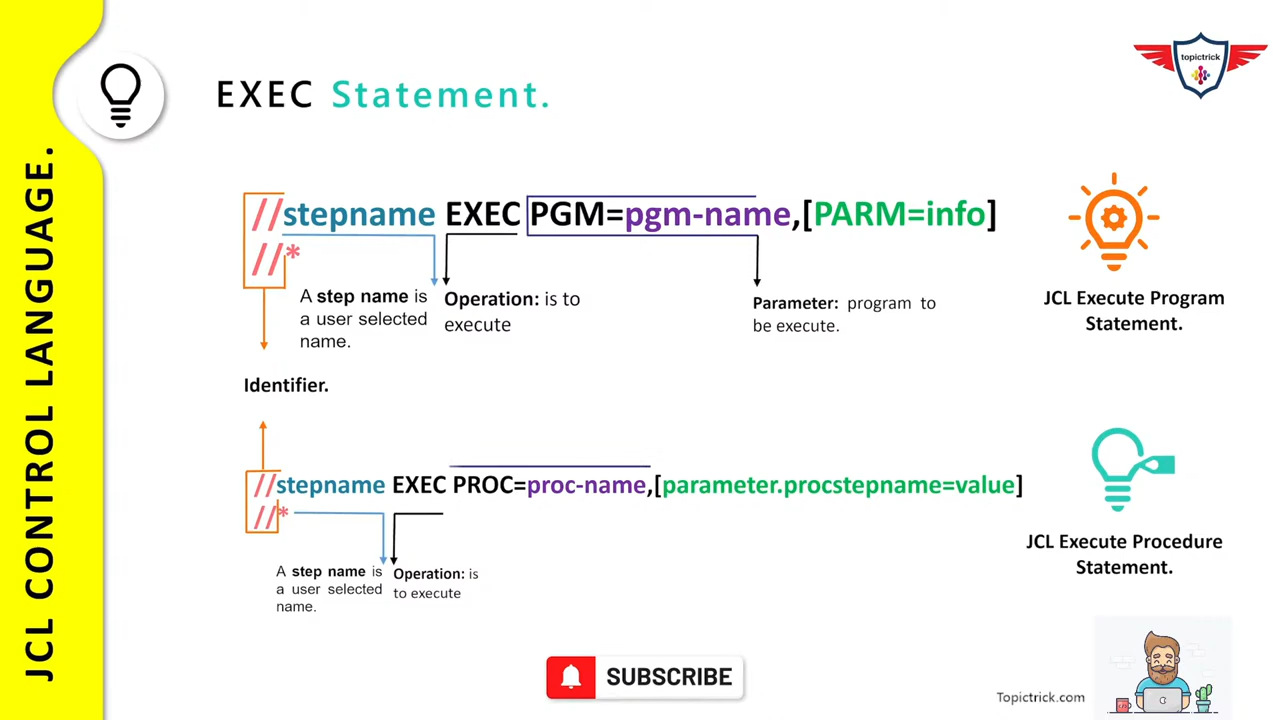 JCL CONTROL LANGUAGE.
topictrick
EXEC Statement.
//stepname EXEC PGM=pgm-name,[PARM=info]
//*
A step name is
a user selected
name.
Operation: is to
execute
Parameter: program to
be execute.
JCL Execute Program
Statement.
Identifier.
//stepname EXEC PROC=proc-name,[parameter.procstepname=value]
//*
A step name is
a user selected
name.
Operation: is
to execute
JCL Execute Procedure
Statement.
SUBSCRIBE
Topictrick.com